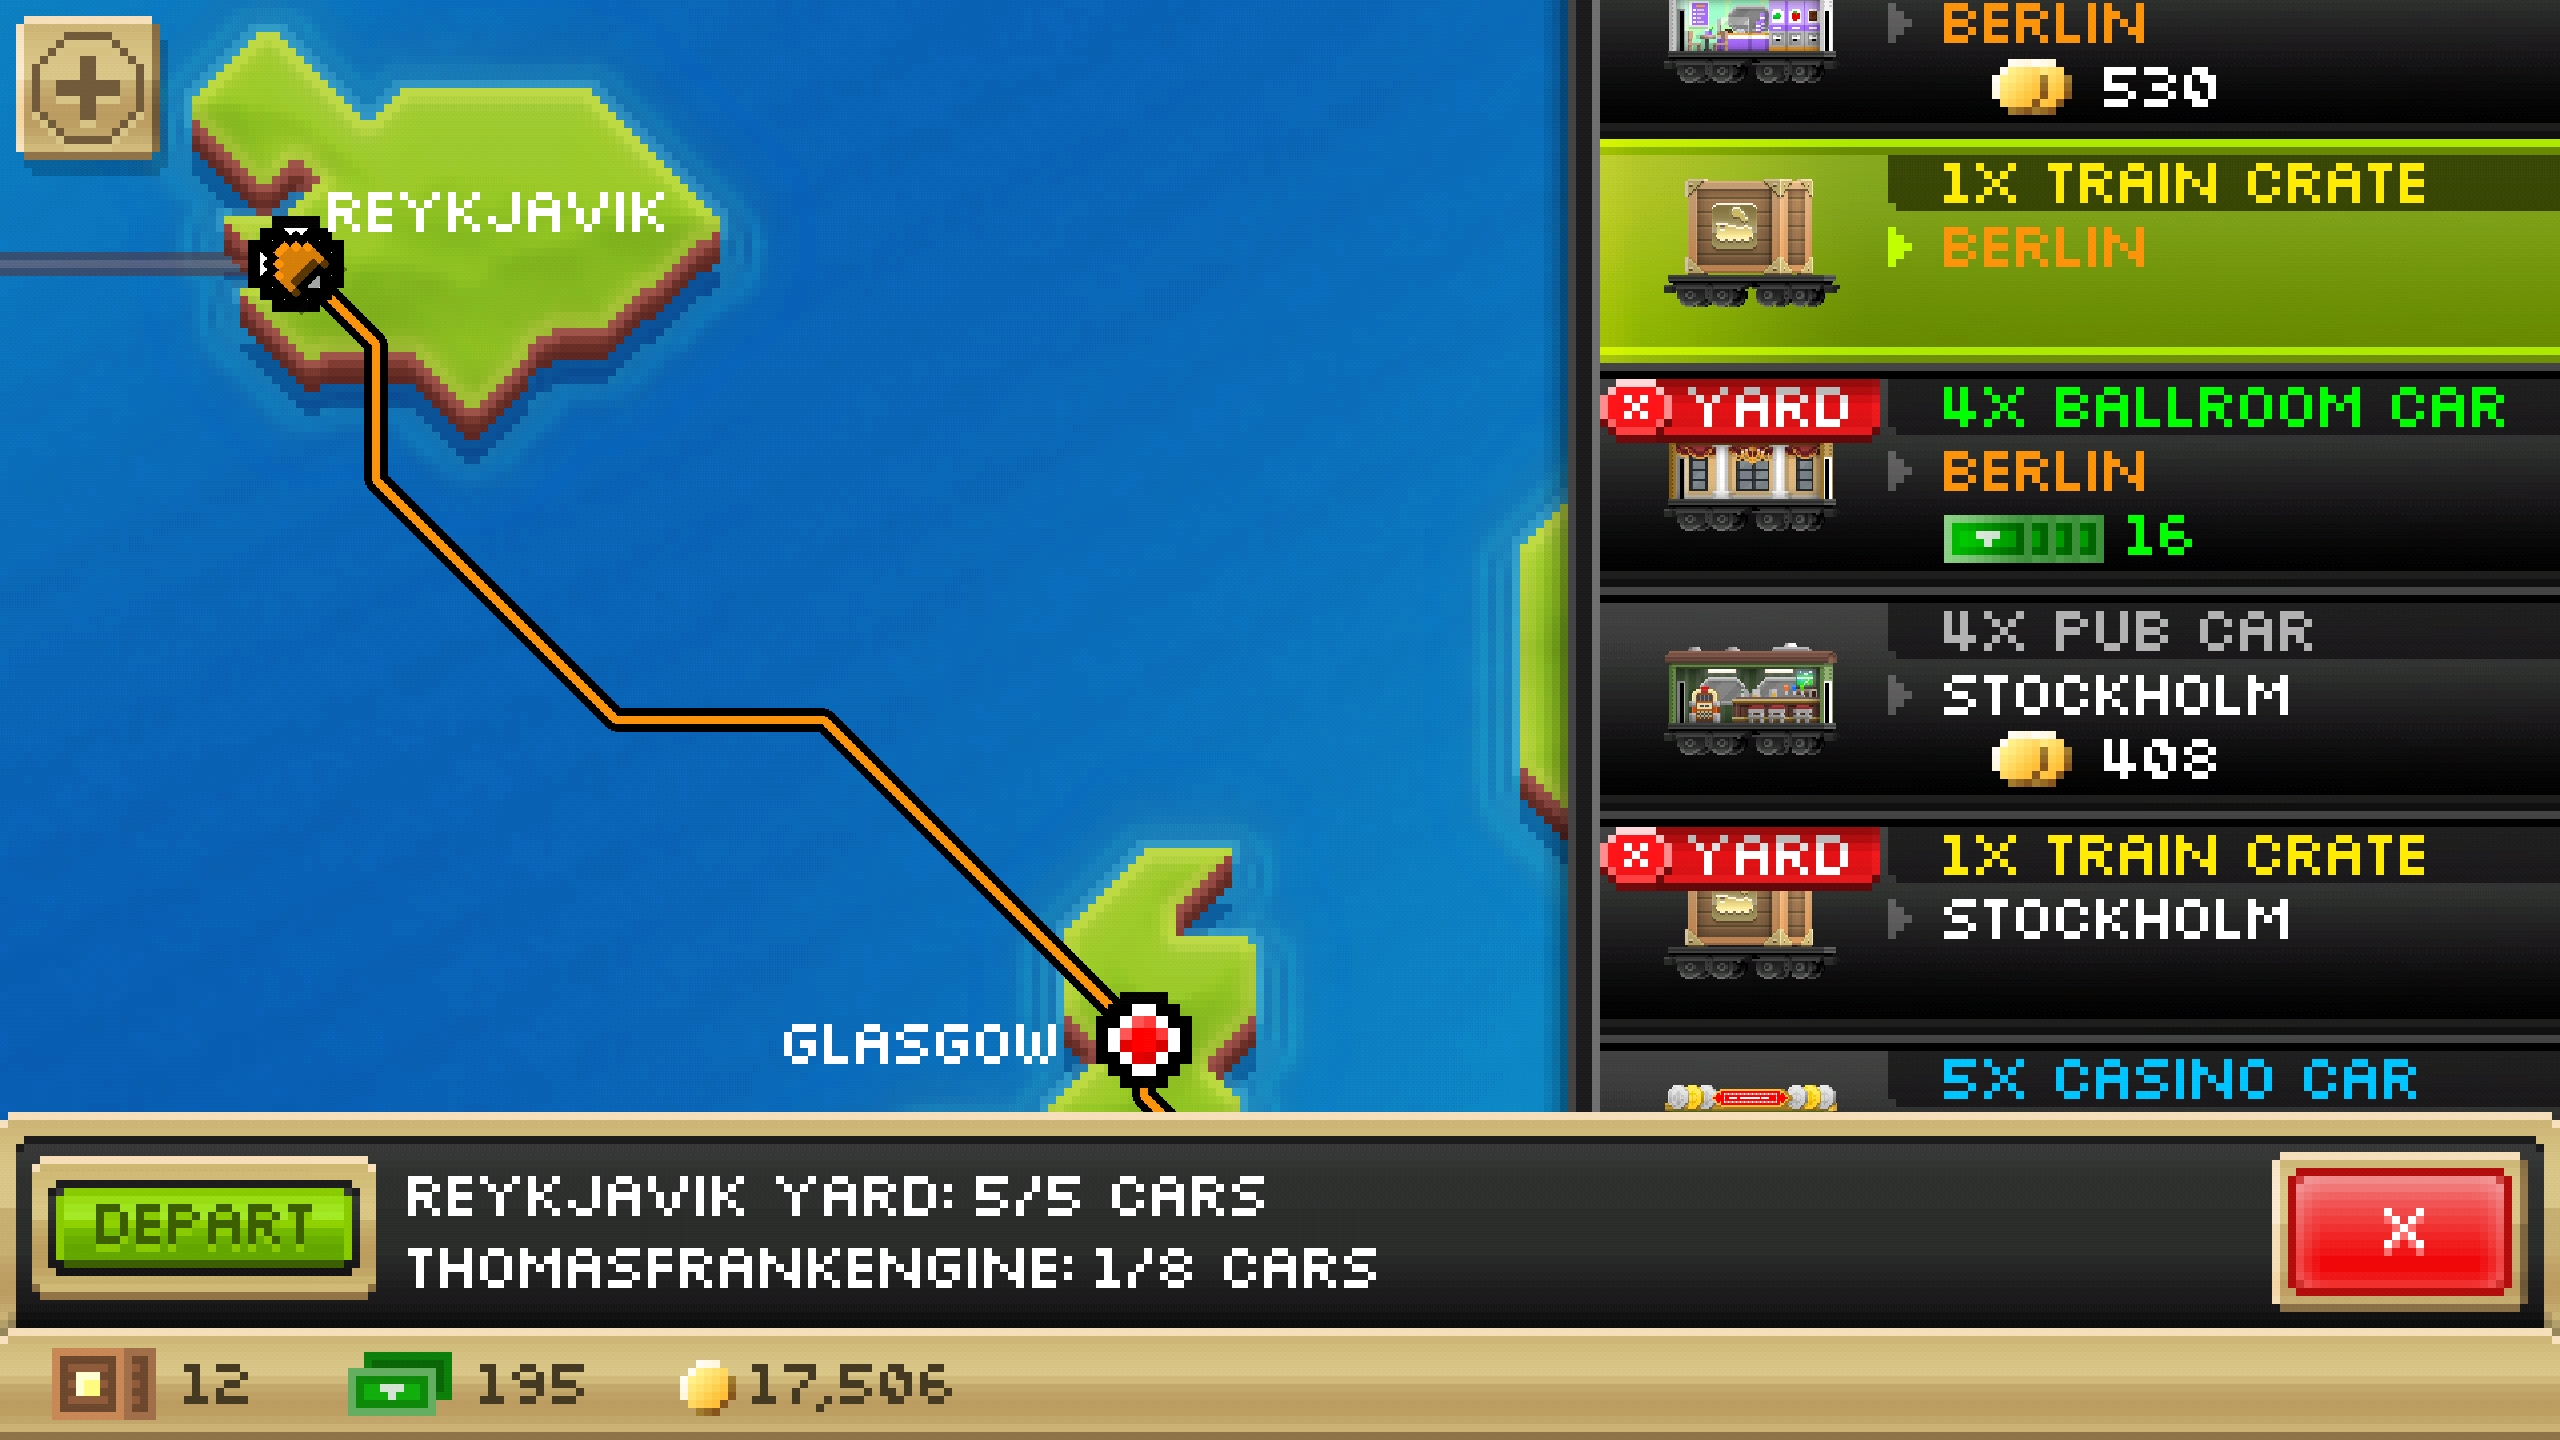 BERLIN
530
1X TRAIN CRATE
BERLIN
REYKJAVIK
YARD 4X BALLROOM CAR
BERLIN
16
4X PUB CAR
STOCKHOLM
408
YARD 1X TRAIN CRATE
STOCKHOLM
GLASGOW
5X CASINO CAR
DEPART
REYKJAVIK YARD: 5/5 CARS
THOMASFRANKENGINE: 1/8 CARS
X
12 195 17,506